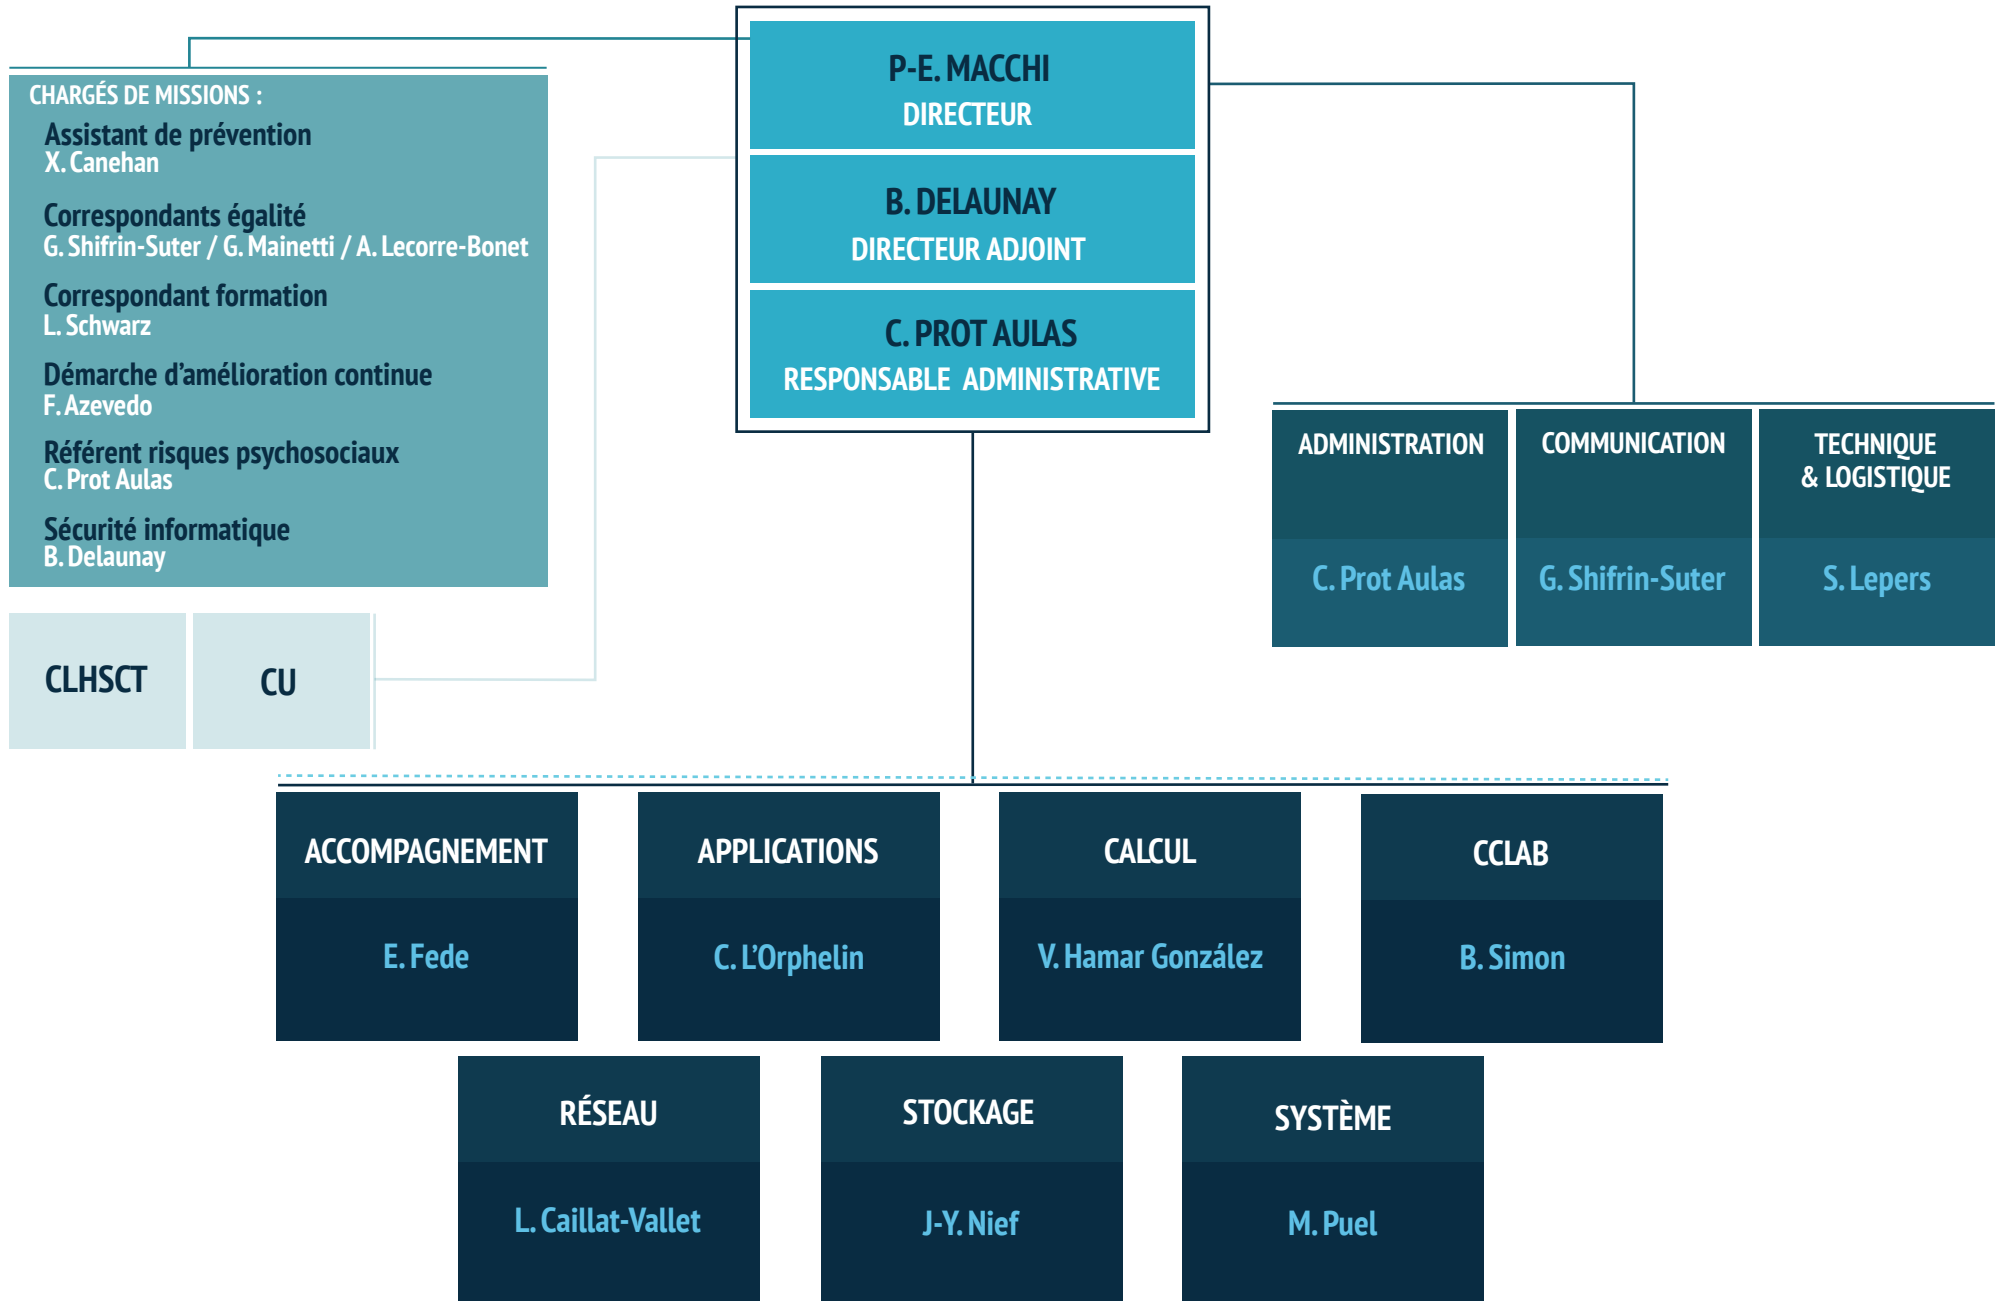 P-E. MACCHI
DIRECTEUR
B. DELAUNAY
DIRECTEUR ADJOINT
C. PROT AULAS
RESPONSABLE ADMINISTRATIVE
CHARGÉS DE MISSIONS :
Assistant de prévention
X. Canehan
Correspondants égalité
G. Shifrin-Suter / G. Mainetti / A. Lecorre-Bonet
Correspondant formation
L. Schwarz
Démarche d’amélioration continue
F. Azevedo
Référent risques psychosociaux
C. Prot Aulas
Sécurité informatique
B. Delaunay
CLHSCT
CU
ADMINISTRATION
C. Prot Aulas
COMMUNICATION
G. Shifrin-Suter
TECHNIQUE
& LOGISTIQUE
S. Lepers
ACCOMPAGNEMENT
E. Fede
APPLICATIONS
C. L’Orphelin
CALCUL
V. Hamar González
CCLAB
B. Simon
RÉSEAU
L. Caillat-Vallet
STOCKAGE
J-Y. Nief
SYSTÈME
M. Puel